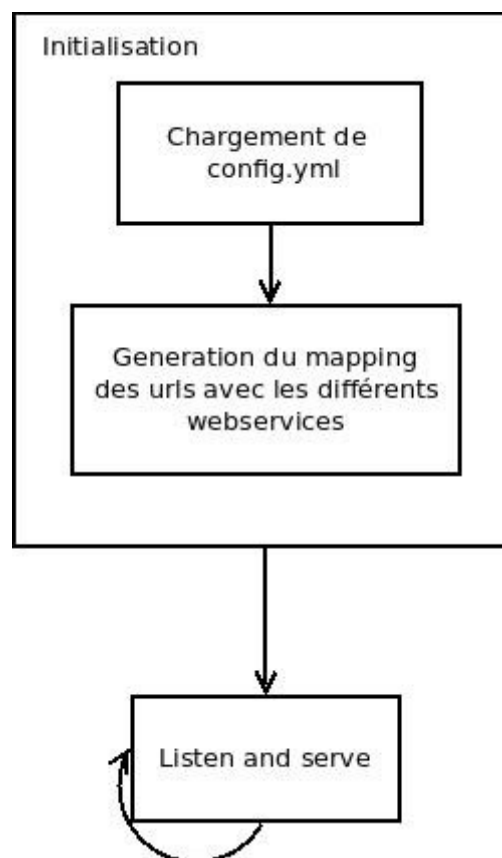 Initialisation
Chargement de
config.yml
Generation du mapping
des urls avec les différents
webservices
Listen and serve